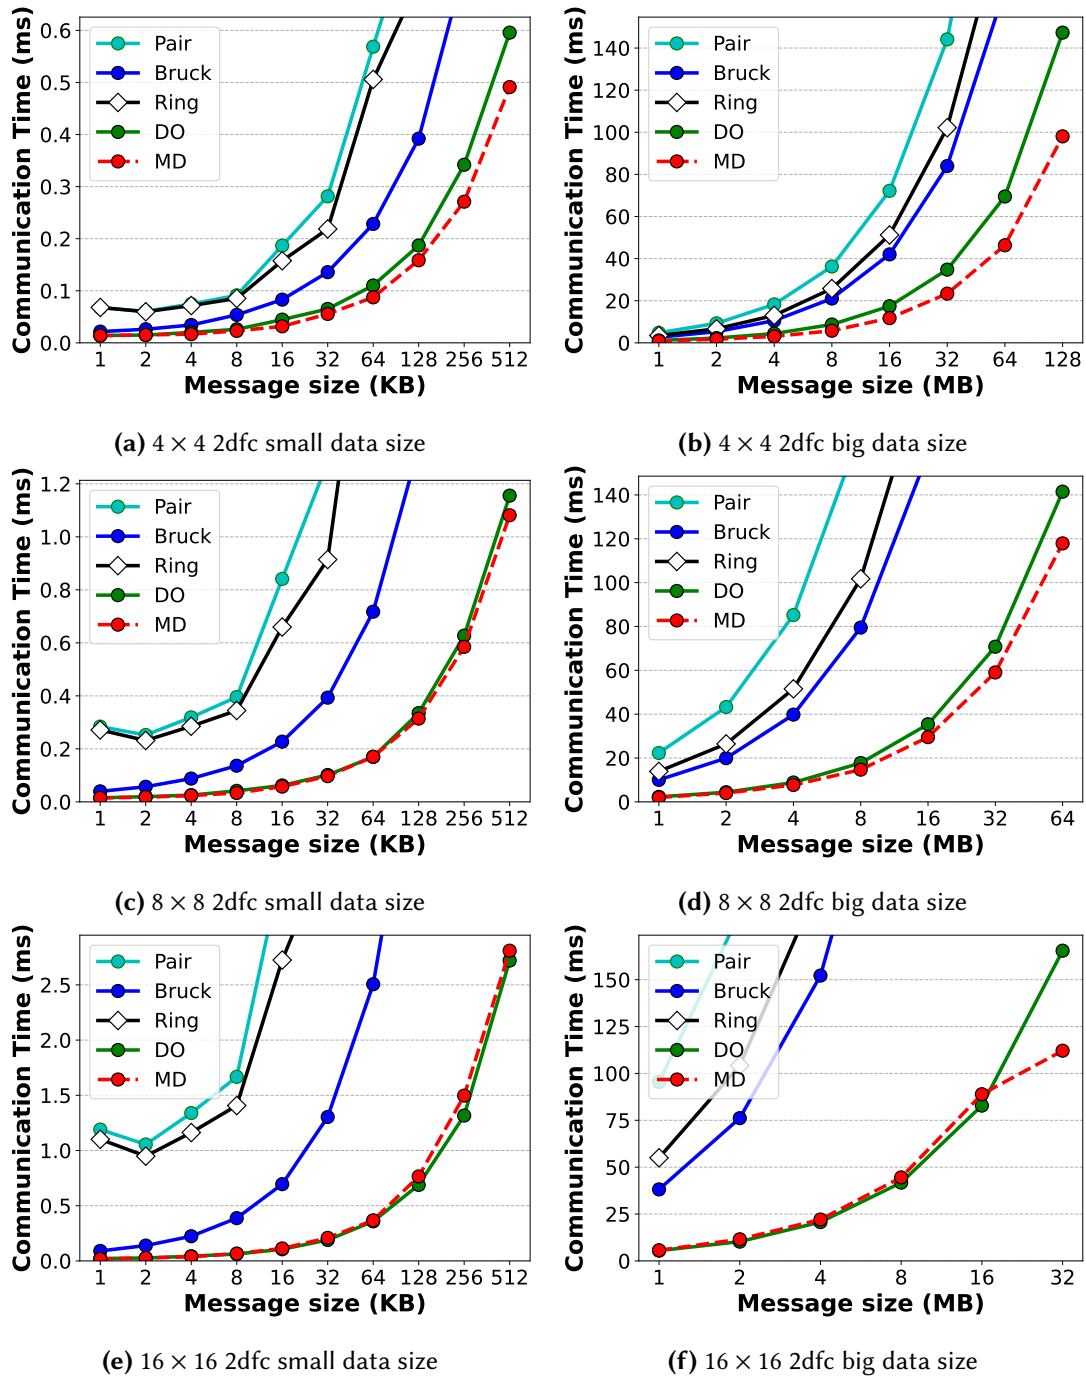 Communication Time (ms)
0.6
0.5
0.4
0.3
0.2
0.1
0.0
Pair
Bruck
Ring
DO
MD
1 2 4 8 16 32 64 128 256 512
Message size (KB)
(a) 4 × 4 2dfc small data size
Communication Time (ms)
140
120
100
80
60
40
20
0
Pair
Bruck
Ring
DO
MD
1 2 4 8 16 32 64 128
Message size (MB)
(b) 4 × 4 2dfc big data size
Communication Time (ms)
1.2
1.0
0.8
0.6
0.4
0.2
0.0
Pair
Bruck
Ring
DO
MD
1 2 4 8 16 32 64 128 256 512
Message size (KB)
(c) 8 × 8 2dfc small data size
Communication Time (ms)
140
120
100
80
60
40
20
0
Pair
Bruck
Ring
DO
MD
1 2 4 8 16 32 64
Message size (MB)
(d) 8 × 8 2dfc big data size
Communication Time (ms)
2.5
2.0
1.5
1.0
0.5
0.0
Pair
Bruck
Ring
DO
MD
1 2 4 8 16 32 64 128 256 512
Message size (KB)
(e) 16 × 16 2dfc small data size
Communication Time (ms)
150
125
100
75
50
25
0
Pair
Bruck
Ring
DO
MD
1 2 4 8 16 32
Message size (MB)
(f) 16 × 16 2dfc big data size